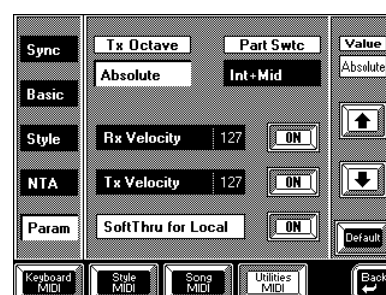 Sync
Basic
Style
NTA
Param
Tx Octave
Part Swtc
Absolute
Int+Mid
Rx Velocity 127 ON
Tx Velocity 127 ON
SoftThru for Local ON
Value
Absolute
Default
Keyboard MIDI
Style MIDI
Song MIDI
Utilities MIDI
Back